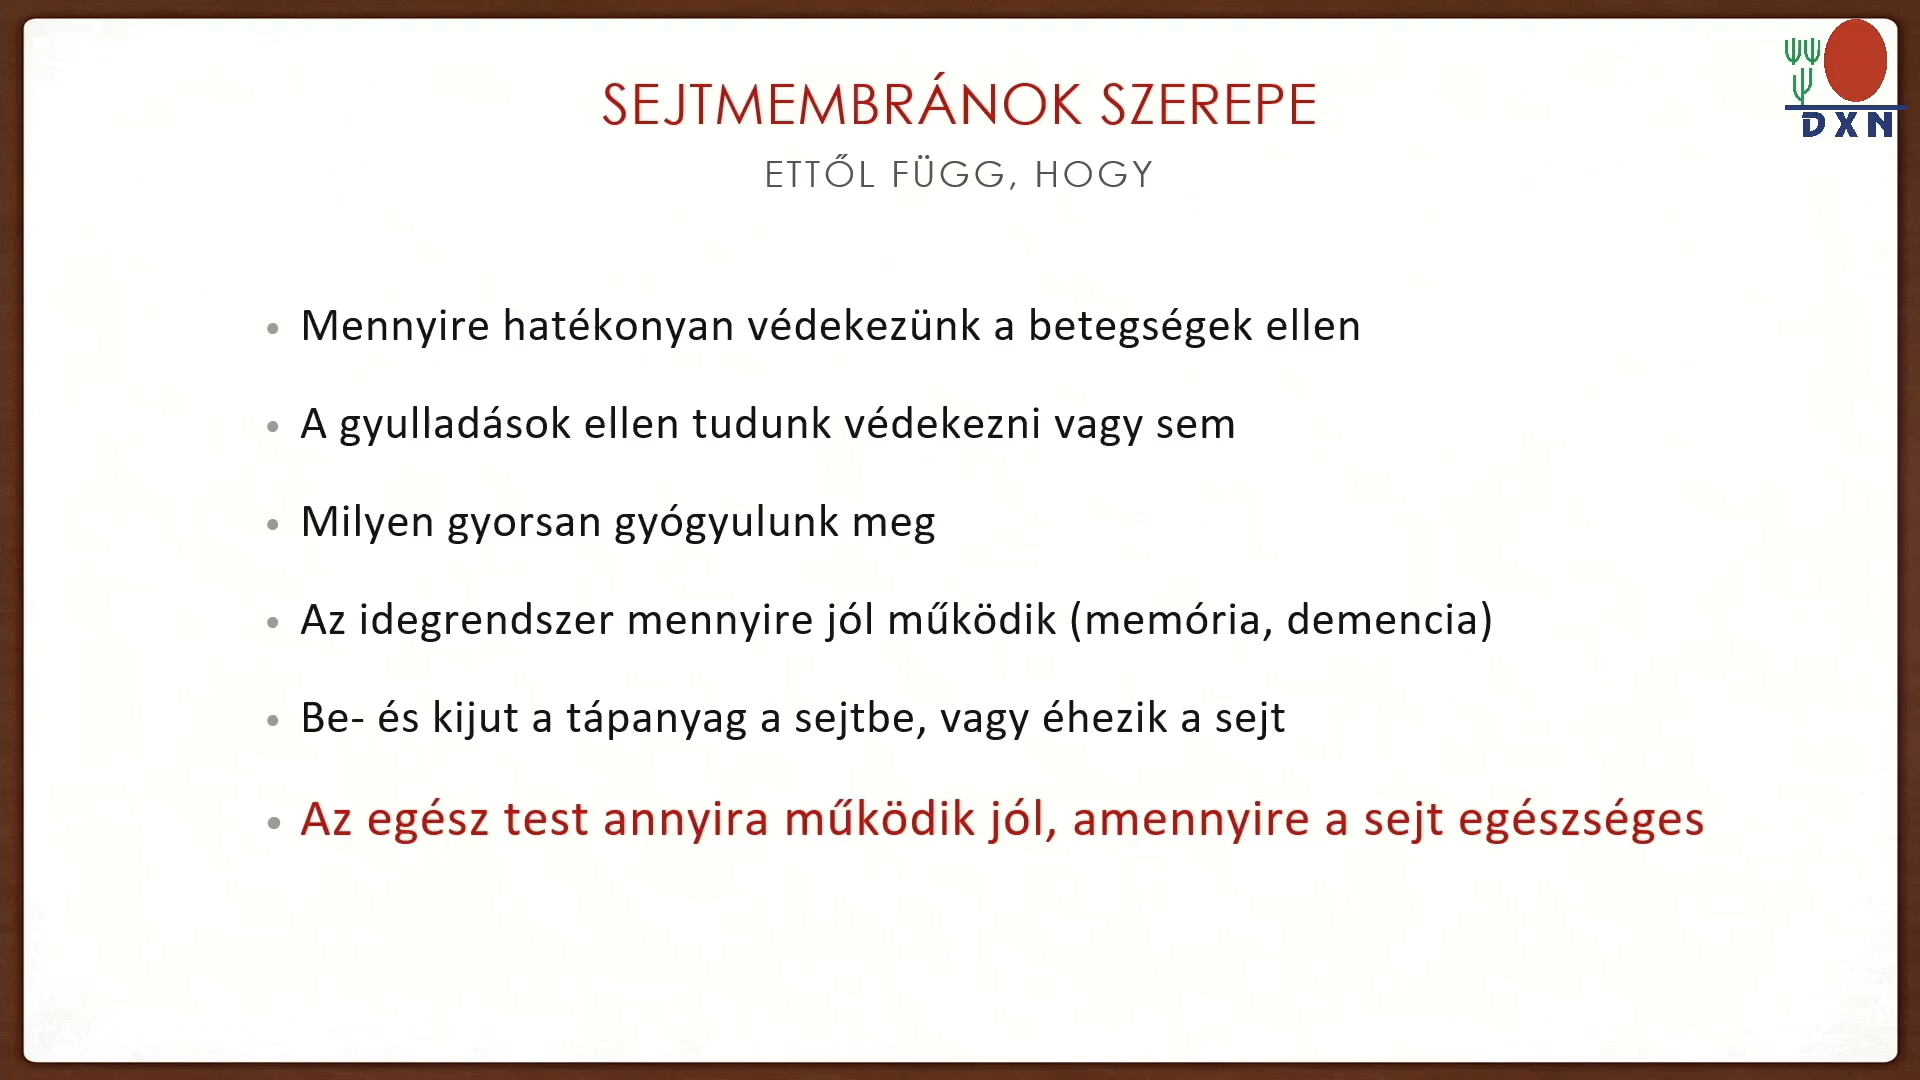 SEJTMEMBRÁNOK SZEREPE
ETTŐL FÜGG, HOGY
DXN
• Mennyire hatékonyan védekezünk a betegségek ellen
• A gyulladások ellen tudunk védekezni vagy sem
• Milyen gyorsan gyógyulunk meg
• Az idegrendszer mennyire jól működik (memória, demencia)
• Be- és kijut a tápanyag a sejtbe, vagy éhezik a sejt
• Az egész test annyira működik jól, amennyire a sejt egészséges